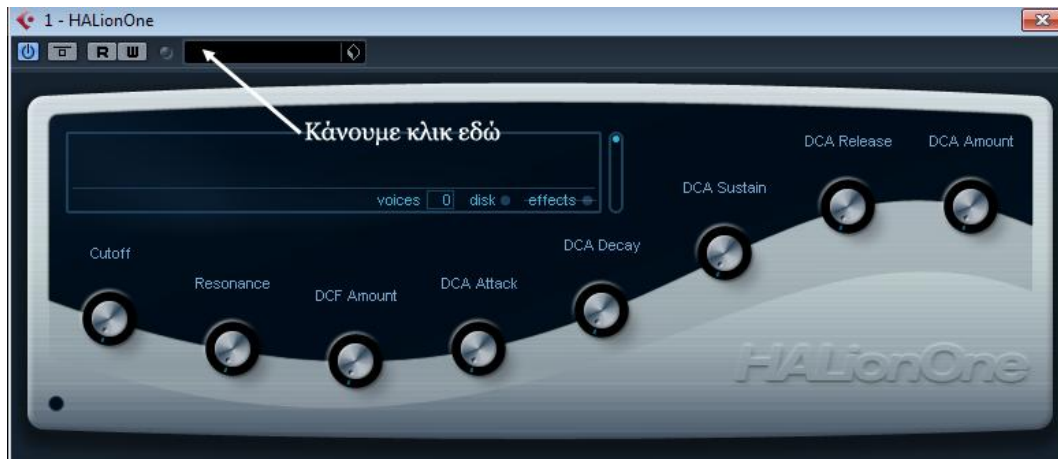 1 - HALionOne
R W
Κάνουμε κλικ εδώ
voices 0 disk effects
Cutoff
Resonance
DCF Amount
DCA Attack
DCA Decay
DCA Sustain
DCA Release
DCA Amount
HALionOne